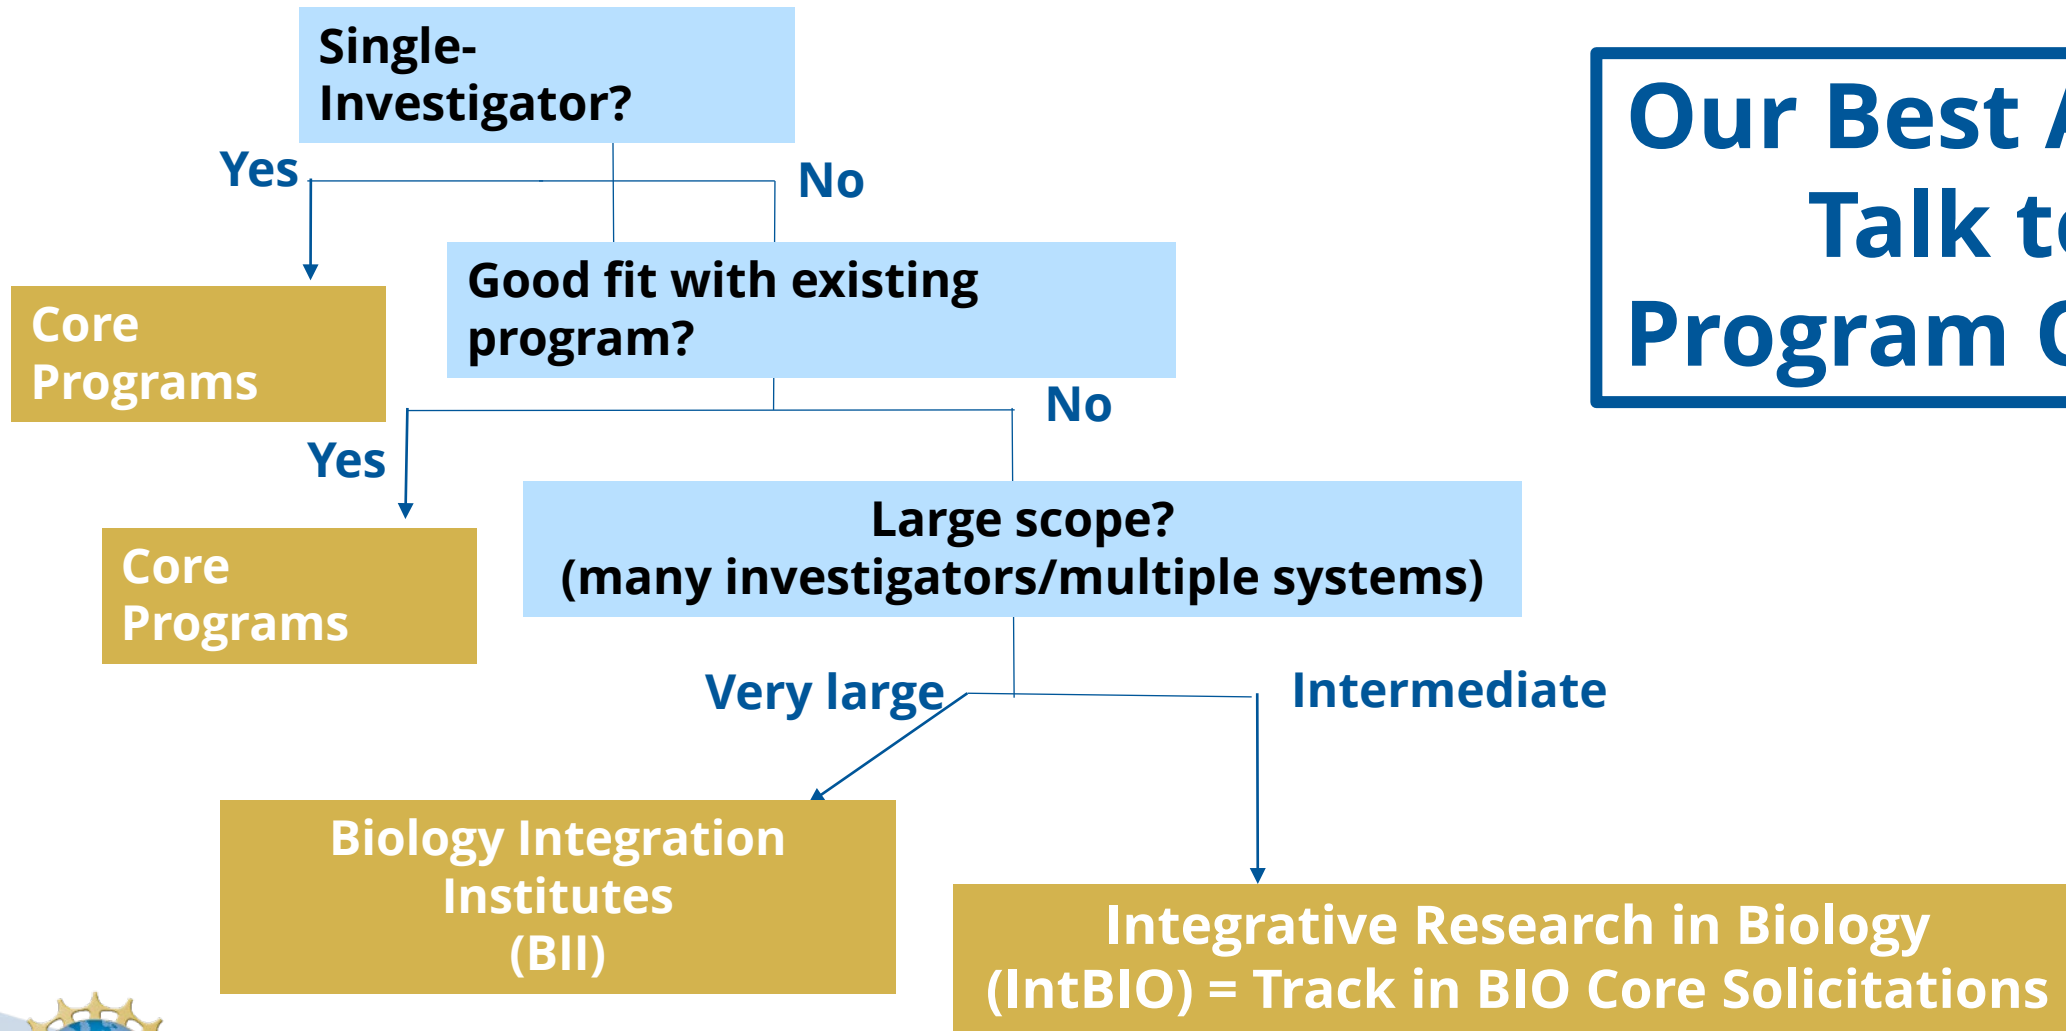 Single-
Investigator?
Yes
No
Our Best
Talk
Program
Good fit with existing
program?
Core
Programs
No
Yes
Large scope?
(many investigators/multiple systems)
Core
Programs
Very large
Intermediate
Biology Integration
Institutes
(BII)
Integrative Research in Biology
(IntBIO) = Track in BIO Core Solicitations